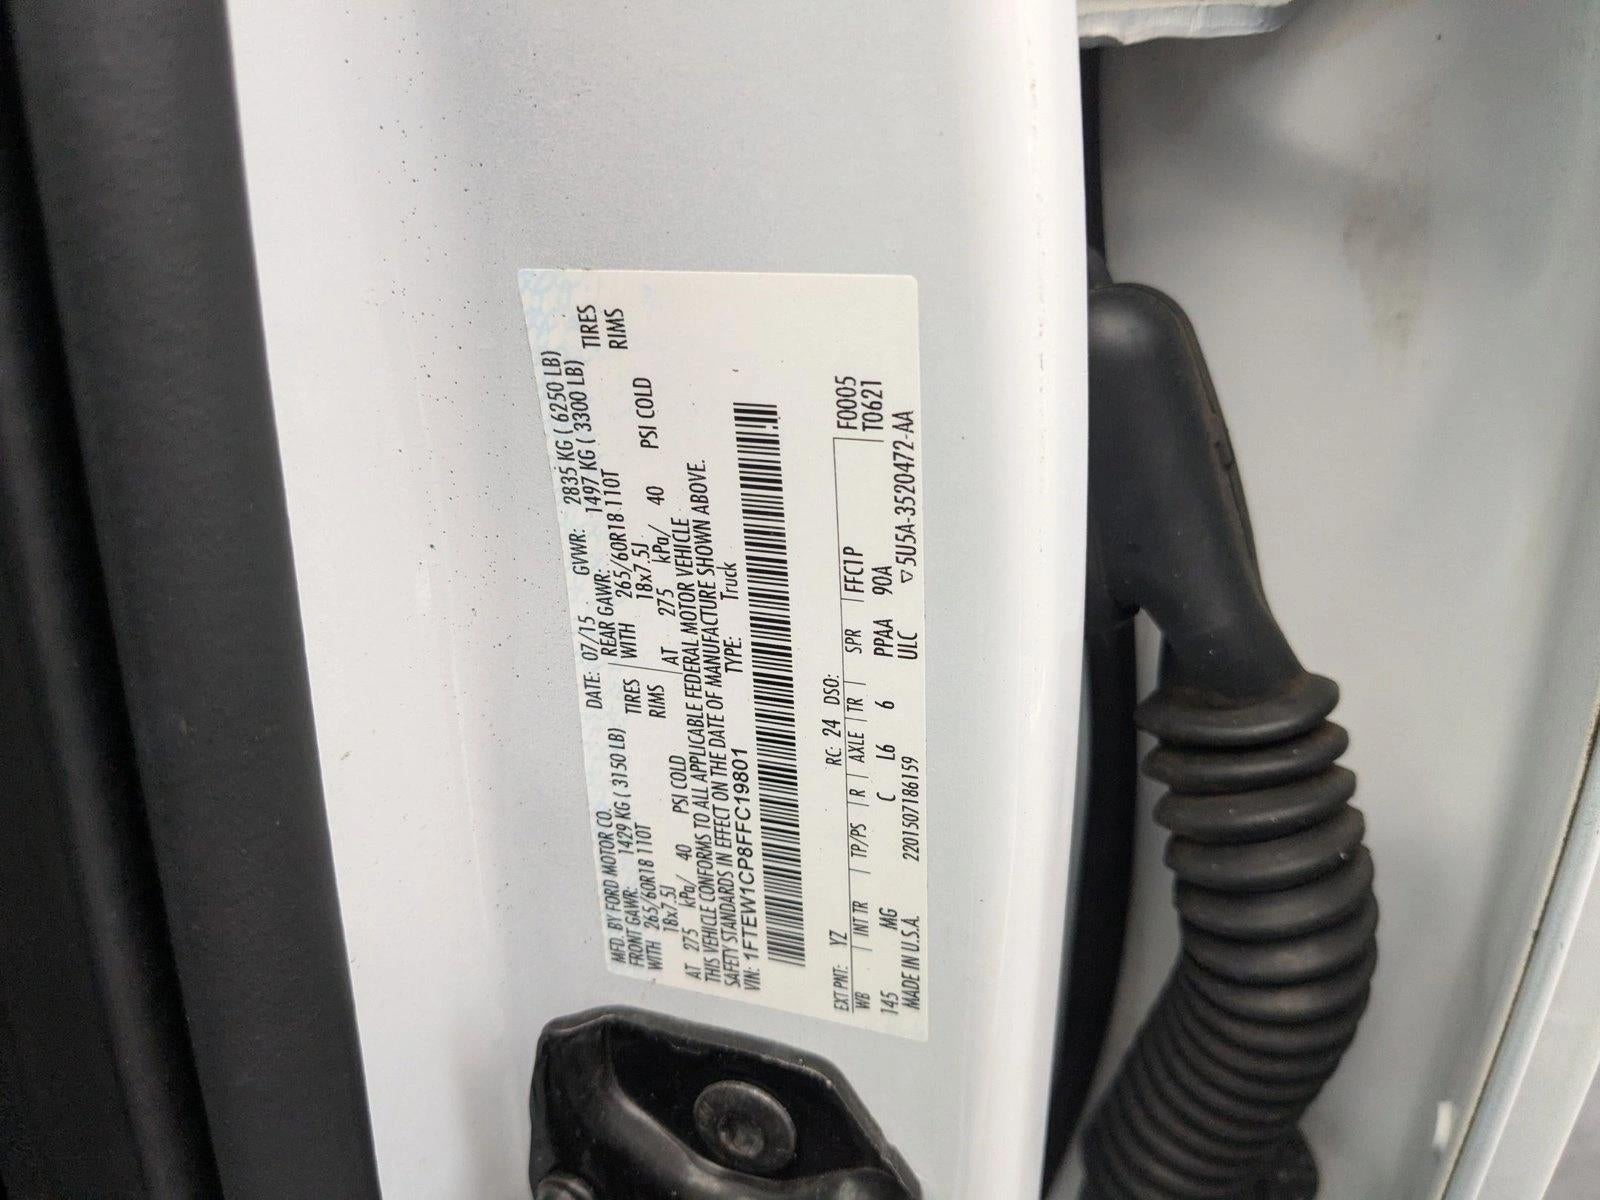 MFD. BY FORD MOTOR CO.
DATE: 07/15 GVWR: 2835 KG ( 6250 LB)
FRONT GAWR: 1429 KG ( 3150 LB) REAR GAWR: 1497 KG ( 3300 LB)
WITH 265/60R18 110T TIRES WITH 265/60R18 110T TIRES
18x7.5J RIMS 18x7.5J RIMS
AT 275 kPa/ 40 PSI COLD AT 275 kPa/ 40 PSI COLD
THIS VEHICLE CONFORMS TO ALL APPLICABLE FEDERAL MOTOR VEHICLE
SAFETY STANDARDS IN EFFECT ON THE DATE OF MANUFACTURE SHOWN ABOVE.
VIN: 1FTEW1CP8FFC19801 TYPE: Truck
EXT PNT: YZ RC: 24 DSO: F0005
WB INT TR TP/PS R AXLE TR SPR FFC1P T0621
145 MG C L6 6 PPAA 90A
MADE IN U.S.A. 220150718 6159 ULC ▽5U5A-3520472-AA